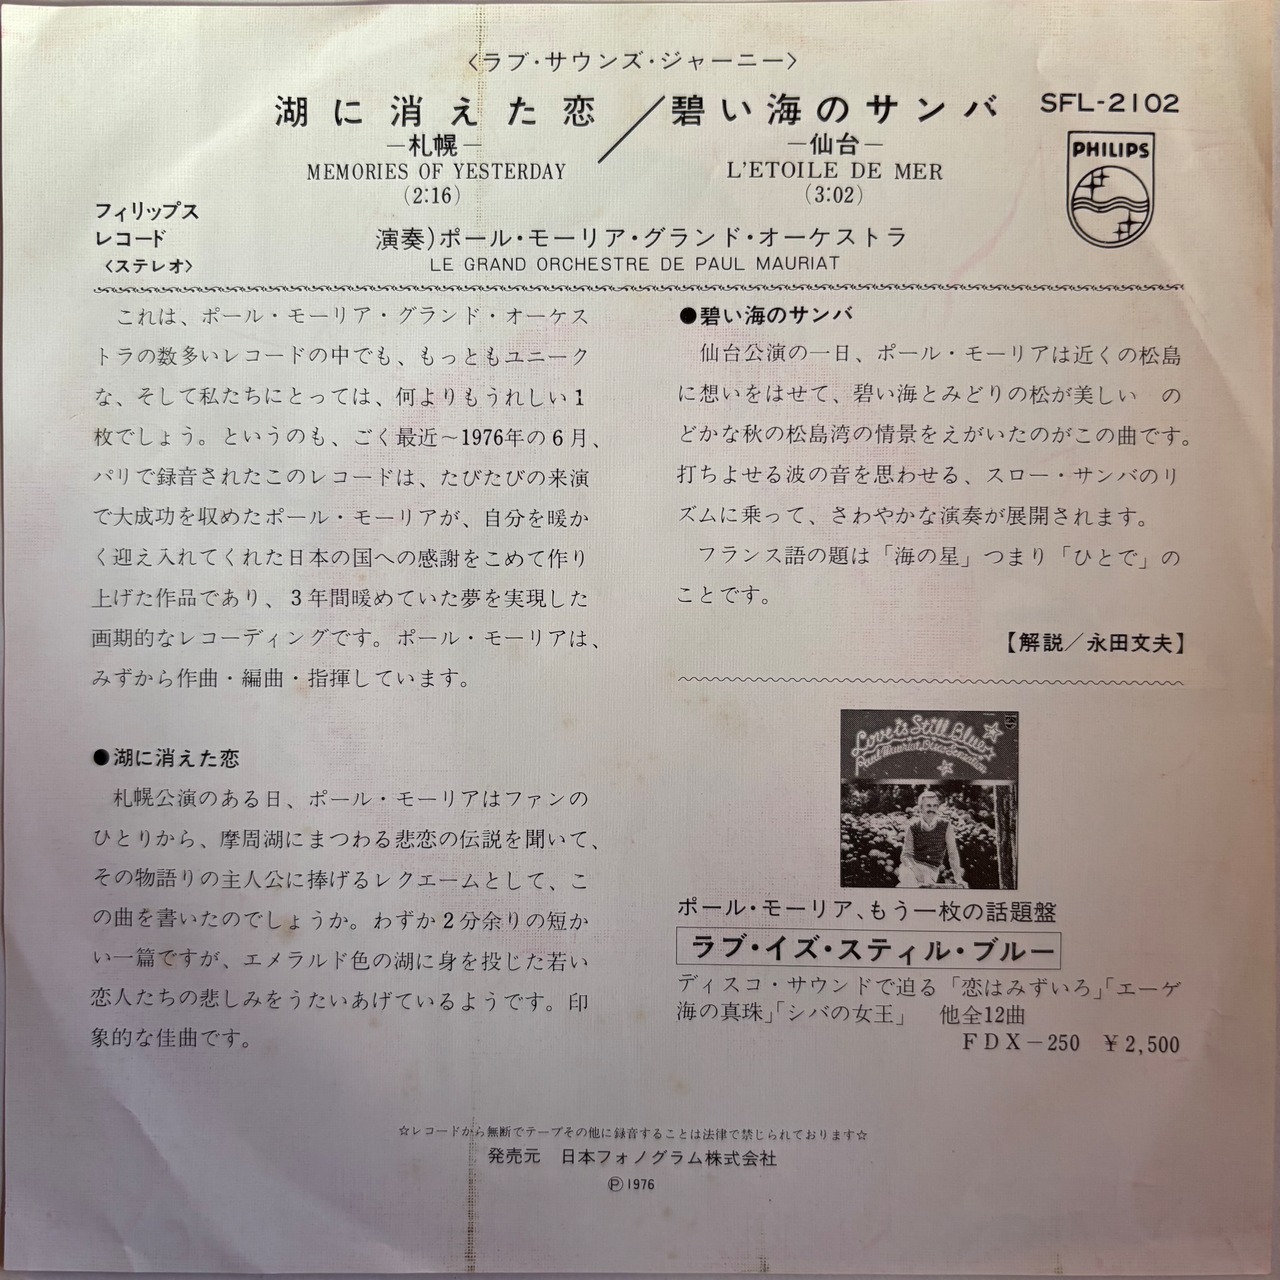 〈ラブ・サウンズ・ジャーニー〉
湖に消えた恋／碧い海のサンバ
SFL-2102
―札幌―
―仙台―
MEMORIES OF YESTERDAY
L'ETOILE DE MER
(2:16)
(3:02)
PHILIPS
フィリップス
レコード
〈ステレオ〉
演奏)ポール・モーリア・グランド・オーケストラ
LE GRAND ORCHESTRE DE PAUL MAURIAT
これは、ポール・モーリア・グランド・オーケス
トラの数多いレコードの中でも、もっともユニーク
な、そして私たちにとっては、何よりもうれしい1
枚でしょう。というのも、ごく最近～1976年の6月、
パリで録音されたこのレコードは、たびたびの来演
で大成功を収めたポール・モーリアが、自分を暖か
く迎え入れてくれた日本の国への感謝をこめて作り
上げた作品であり、3年間暖めていた夢を実現した
画期的なレコーディングです。ポール・モーリアは、
みずから作曲・編曲・指揮しています。
●湖に消えた恋
札幌公演のある日、ポール・モーリアはファンの
ひとりから、摩周湖にまつわる悲恋の伝説を聞いて、
その物語りの主人公に捧げるレクエームとして、こ
の曲を書いたのでしょうか。わずか2分余りの短か
い一篇ですが、エメラルド色の湖に身を投じた若い
恋人たちの悲しみをうたいあげているようです。印
象的な佳曲です。
●碧い海のサンバ
仙台公演の一日、ポール・モーリアは近くの松島
に想いをはせて、碧い海とみどりの松が美しい　の
どかな秋の松島湾の情景をえがいたのがこの曲です。
打ちよせる波の音を思わせる、スロー・サンバのリ
ズムに乗って、さわやかな演奏が展開されます。
フランス語の題は「海の星」つまり「ひとで」の
ことです。
【解説／永田文夫】
Love is Still Blue
Paul Mauriat Disco Sensation
ポール・モーリア、もう一枚の話題盤
ラブ・イズ・スティル・ブルー
ディスコ・サウンドで迫る「恋はみずいろ」「エーゲ
海の真珠」「シバの女王」　他全12曲
FDX－250　￥2,500
☆レコードから無断でテープその他に録音することは法律で禁じられております☆
発売元　日本フォノグラム株式会社
Ⓟ1976